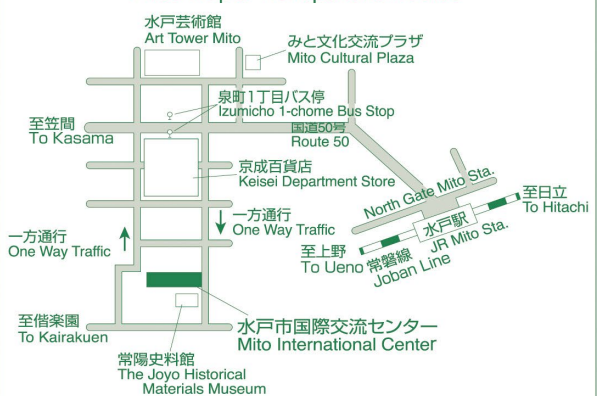 水戸芸術館
Art Tower Mito
みと文化交流プラザ
Mito Cultural Plaza
泉町1丁目バス停
Izumicho 1-chome Bus Stop
至笠間
To Kasama
国道50号
Route 50
京成百貨店
Keisei Department Store
North Gate Mito Sta.
至日立
To Hitachi
水戸駅
JR Mito Sta.
一方通行
One Way Traffic
一方通行
One Way Traffic
至上野
To Ueno
常磐線
Joban Line
至偕楽園
To Kairakuen
水戸市国際交流センター
Mito International Center
常陽史料館
The Joyo Historical
Materials Museum